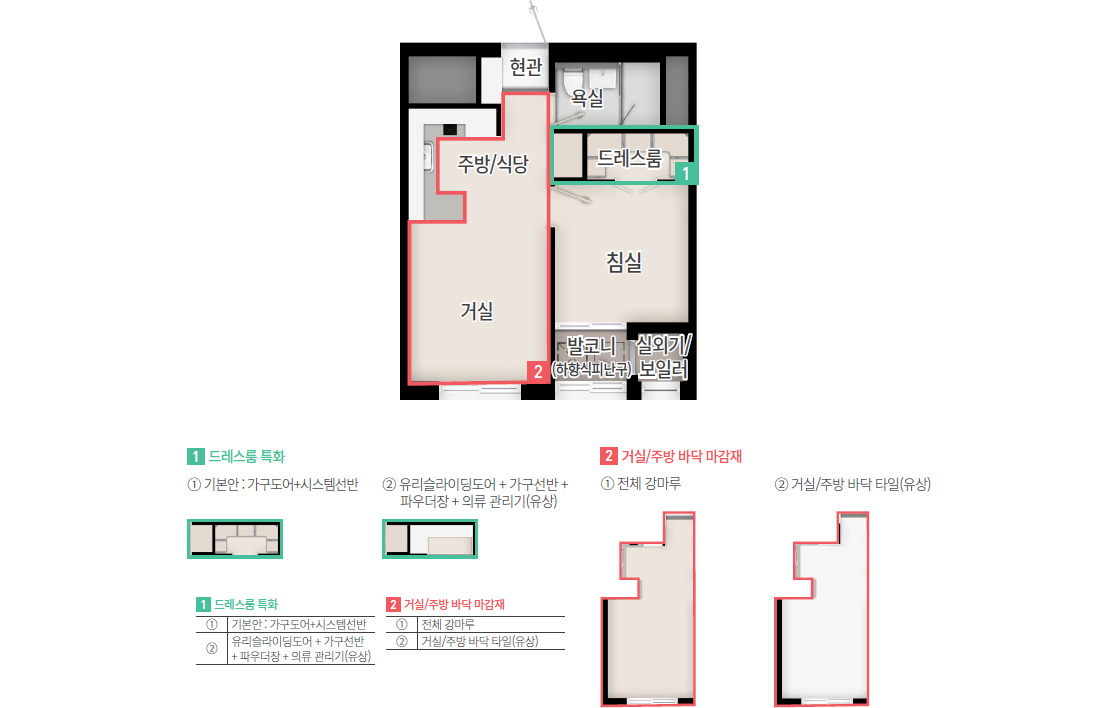 현관
욕실
주방/식당
드레스룸
1
침실
거실
발코니
(하향식피난구)
실외기/
보일러
2
1 드레스룸 특화
① 기본안 : 가구도어+시스템선반
② 유리슬라이딩도어 + 가구선반 +
파우더장 + 의류 관리기(유상)
2 거실/주방 바닥 마감재
① 전체 강마루
② 거실/주방 바닥 타일(유상)
1 드레스룸 특화
① 기본안 : 가구도어+시스템선반
② 유리슬라이딩도어 + 가구선반
+ 파우더장 + 의류 관리기(유상)
2 거실/주방 바닥 마감재
① 전체 강마루
② 거실/주방 바닥 타일(유상)